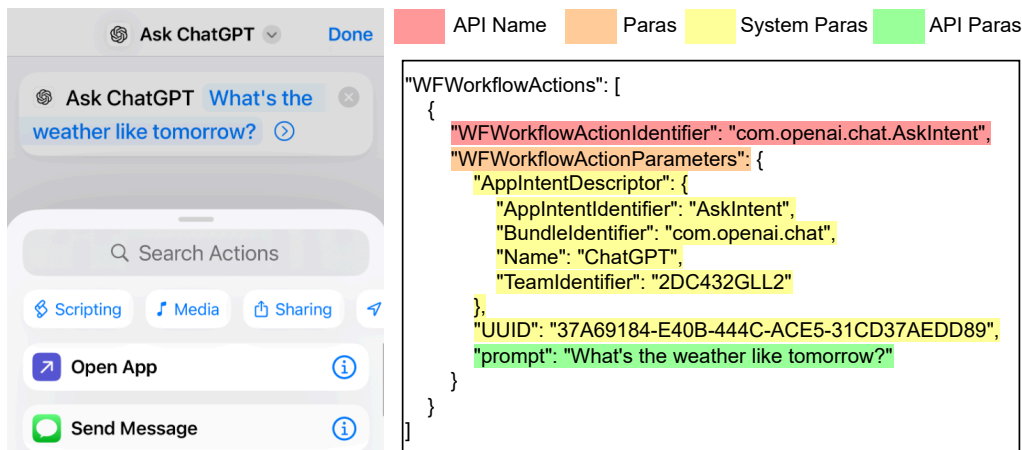 Ask ChatGPT
Done
Ask ChatGPT What's the
weather like tomorrow?
Search Actions
Scripting
Media
Sharing
Open App
Send Message
API Name
Paras
System Paras
API Paras
"WFWorkflowActions": [
{
"WFWorkflowActionIdentifier": "com.openai.chat.AskIntent",
"WFWorkflowActionParameters": {
"AppIntentDescriptor": {
"AppIntentIdentifier": "AskIntent",
"BundleIdentifier": "com.openai.chat",
"Name": "ChatGPT",
"TeamIdentifier": "2DC432GLL2"
},
"UUID": "37A69184-E40B-444C-ACE5-31CD37AEDD89",
"prompt": "What's the weather like tomorrow?"
}
}
]